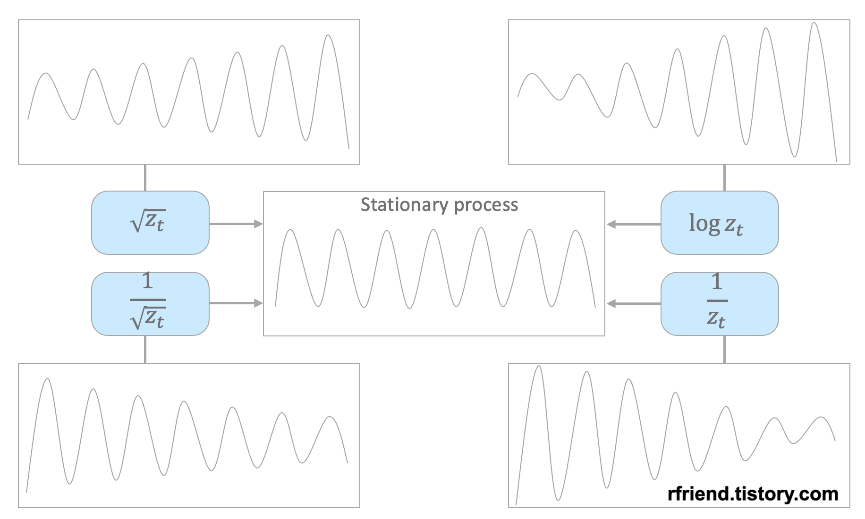 Stationary process
√z_t
log z_t
1/√z_t
1/z_t
rfriend.tistory.com